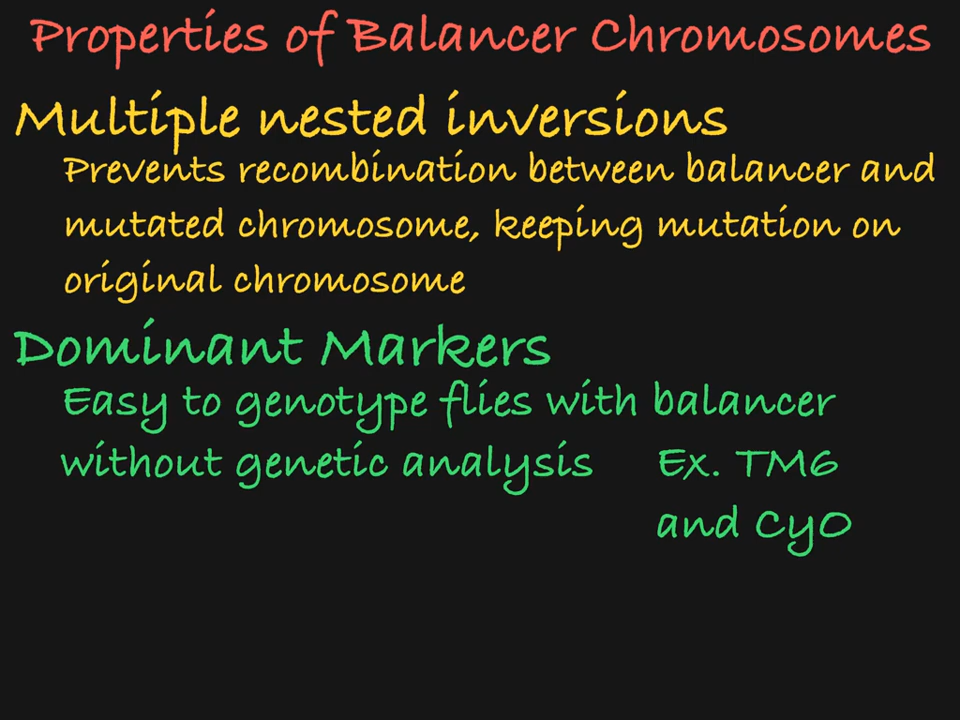 Properties of Balancer Chromosomes
Multiple nested inversions
Prevents recombination between balancer and
mutated chromosome, keeping mutation on
original chromosome
Dominant Markers
Easy to genotype flies with balancer
without genetic analysis Ex. TM6
and CyO